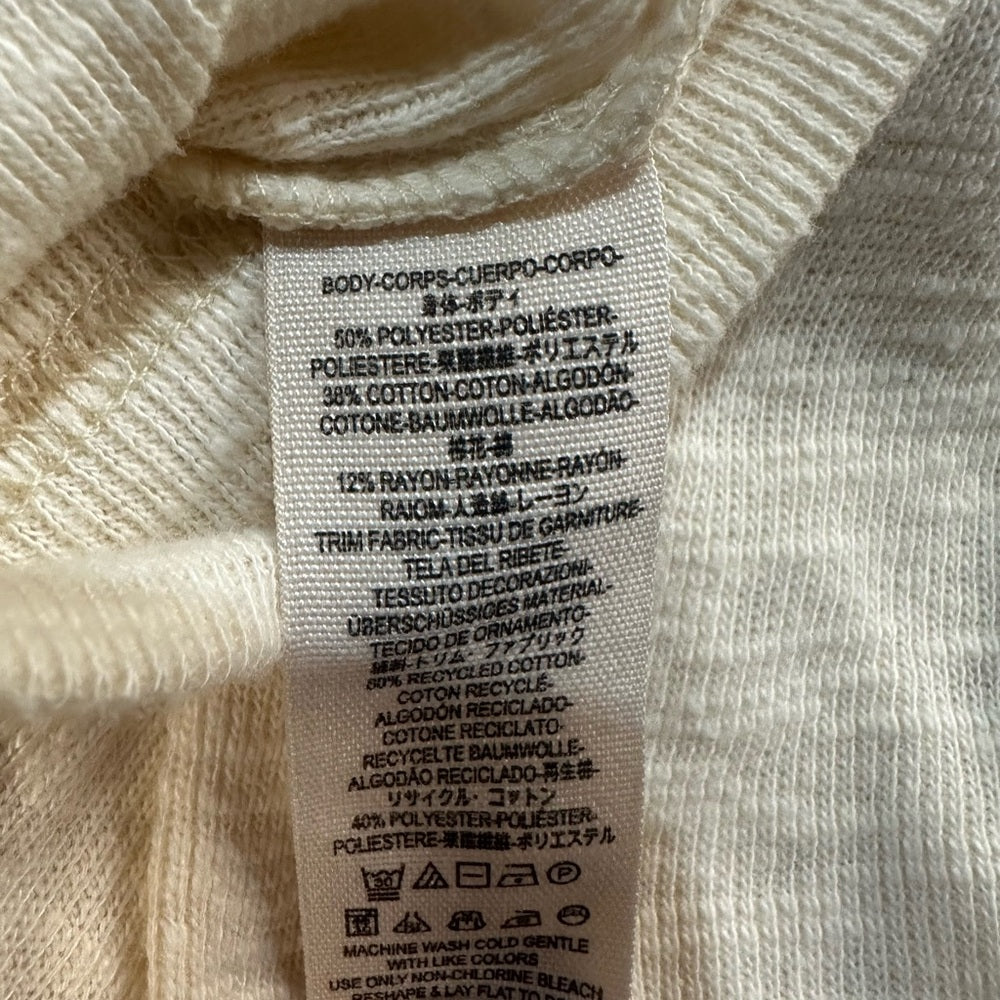 BODY-CORPS-CUERPO-CORPO-
身体-ボディ
50% POLYESTER-POLIÉSTER-
POLIESTERE-聚酯纖維-ポリエステル
38% COTTON-COTON-ALGODÓN-
COTONE-BAUMWOLLE-ALGODÃO-
棉花-綿
12% RAYON-RAYONNE-RAYÓN-
RAIOM-人造絲-レーヨン
TRIM FABRIC-TISSU DE GARNITURE-
TELA DEL RIBETE-
TESSUTO DECORAZIONI-
ÜBERSCHÜSSIGES MATERIAL-
TECIDO DE ORNAMENTO-
トリム・ファブリック
60% RECYCLED COTTON-
COTON RECYCLÉ-
ALGODÓN RECICLADO-
COTONE RECICLATO-
RECYCELTE BAUMWOLLE-
ALGODÃO RECICLADO-再生棉-
リサイクル・コットン
40% POLYESTER-POLIÉSTER-
POLIESTERE-聚酯纖維-ポリエステル
30 P
MACHINE WASH COLD GENTLE
WITH LIKE COLORS
USE ONLY NON-CHLORINE BLEACH
RESHAPE & LAY FLAT TO